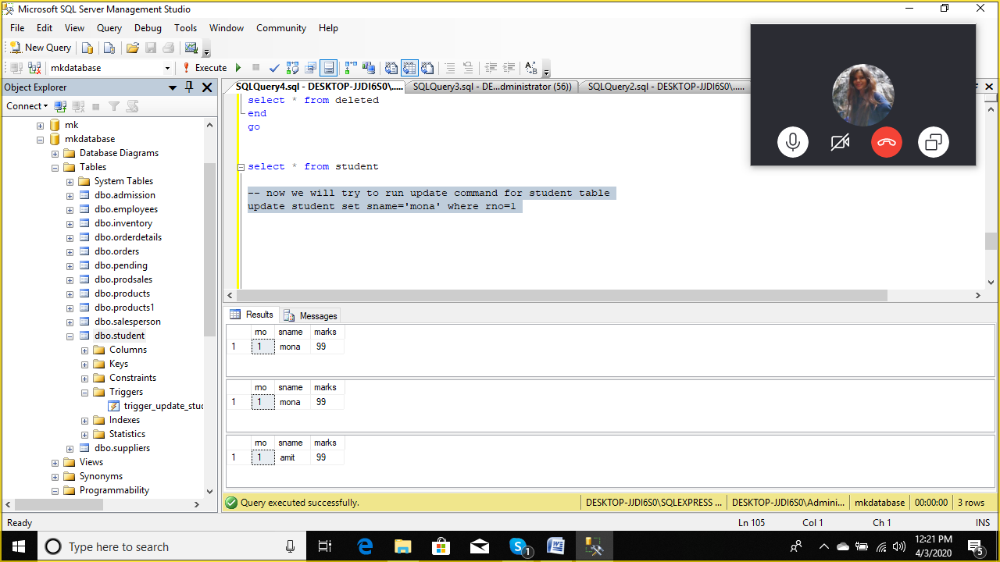 Microsoft SQL Server Management Studio
File Edit View Query Debug Tools Window Community Help
New Query
mkdatabase Execute
Object Explorer
Connect
mk
mkdatabase
Database Diagrams
Tables
System Tables
dbo.admission
dbo.employees
dbo.inventory
dbo.orderdetails
dbo.orders
dbo.pending
dbo.prodsales
dbo.products
dbo.products1
dbo.salesperson
dbo.student
Columns
Keys
Constraints
Triggers
trigger_update_stud
Indexes
Statistics
dbo.suppliers
Views
Synonyms
Programmability
SQLQuery4.sql - DESKTOP-JJDI6S0\..... SQLQuery3.sql - DE...dministrator (56)) SQLQuery2.sql - DESKTOP-JJDI6S0\.....
select * from deleted
end
go
select * from student
-- now we will try to run update command for student table
update student set sname='mona' where rno=1
Results Messages
rno sname marks
1 1 mona 99
rno sname marks
1 1 mona 99
rno sname marks
1 1 amit 99
Query executed successfully. DESKTOP-JJDI6S0\SQLEXPRESS ... DESKTOP-JJDI6S0\Admini... mkdatabase 00:00:00 3 rows
Ready Ln 105 Col 1 Ch 1 INS
Type here to search
1
12:21 PM
4/3/2020
5